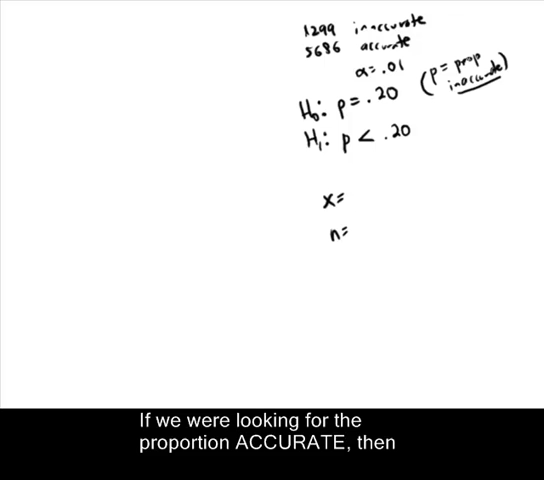 1299 inaccurate
5686 accurate
α=.01
H₀: p=.20 (p= prop inaccurate)
H₁: p < .20
x=
n=
If we were looking for the
proportion ACCURATE, then